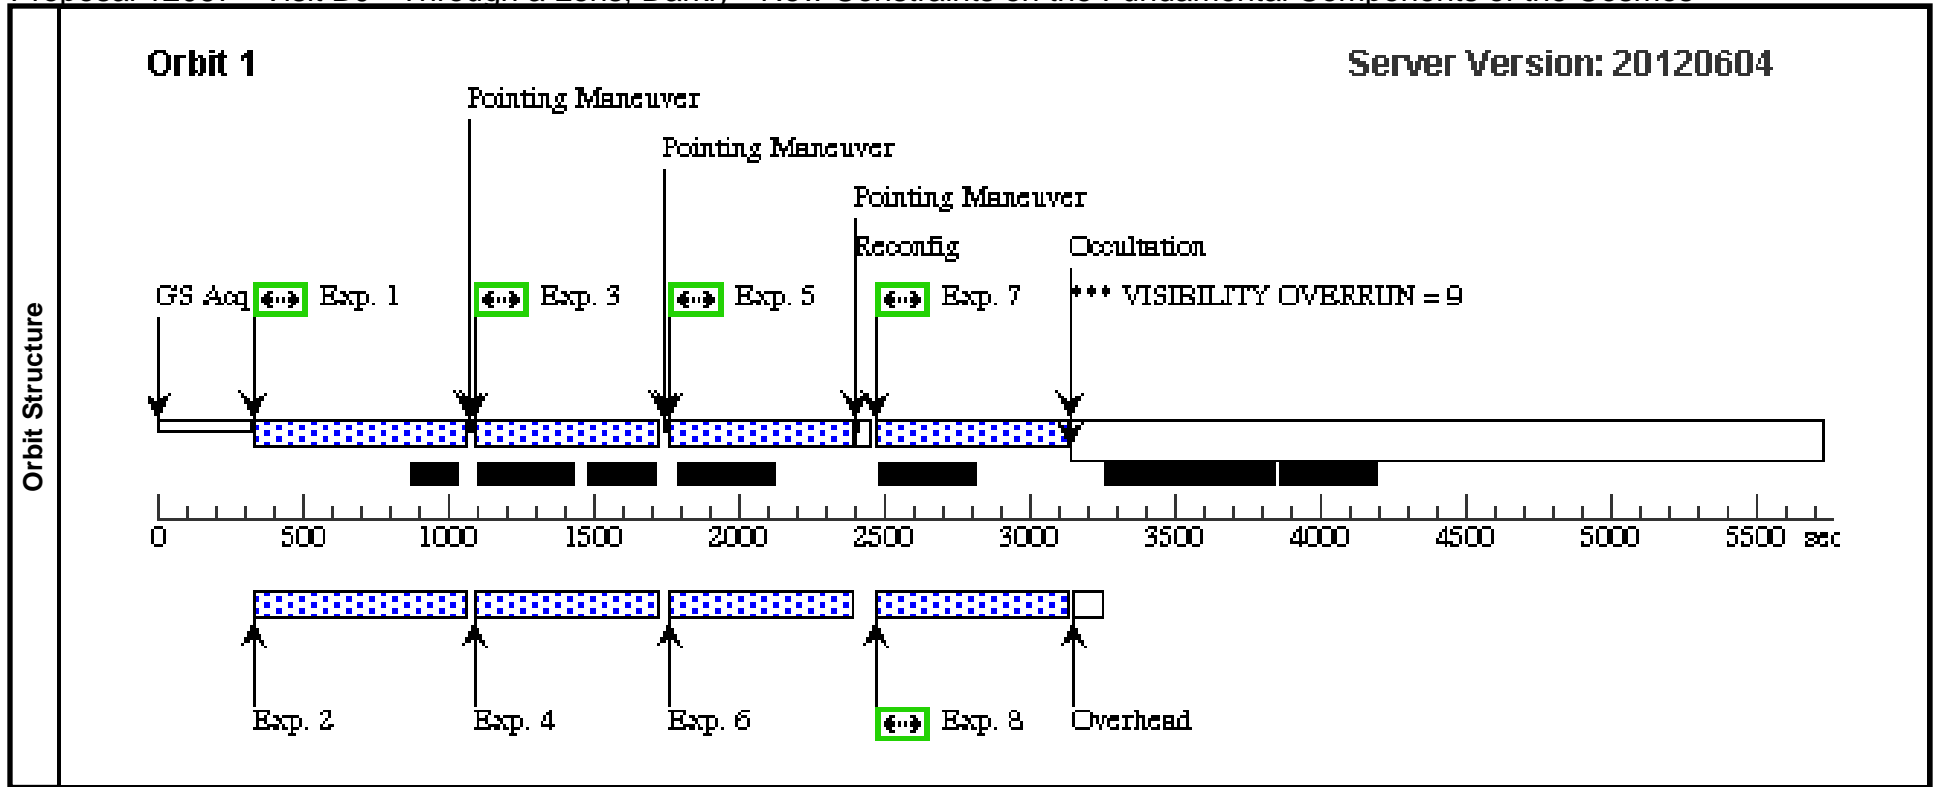 Orbit 1
Server Version: 20120604
Pointing Maneuver
Pointing Maneuver
Pointing Maneuver
Reconfig
Occultation
GS Acq
Exp. 1
Exp. 3
Exp. 5
Exp. 7
*** VISIBILITY OVERRUN = 9
Orbit Structure
0 500 1000 1500 2000 2500 3000 3500 4000 4500 5000 5500 sec
Exp. 2
Exp. 4
Exp. 6
Exp. 8
Overhead